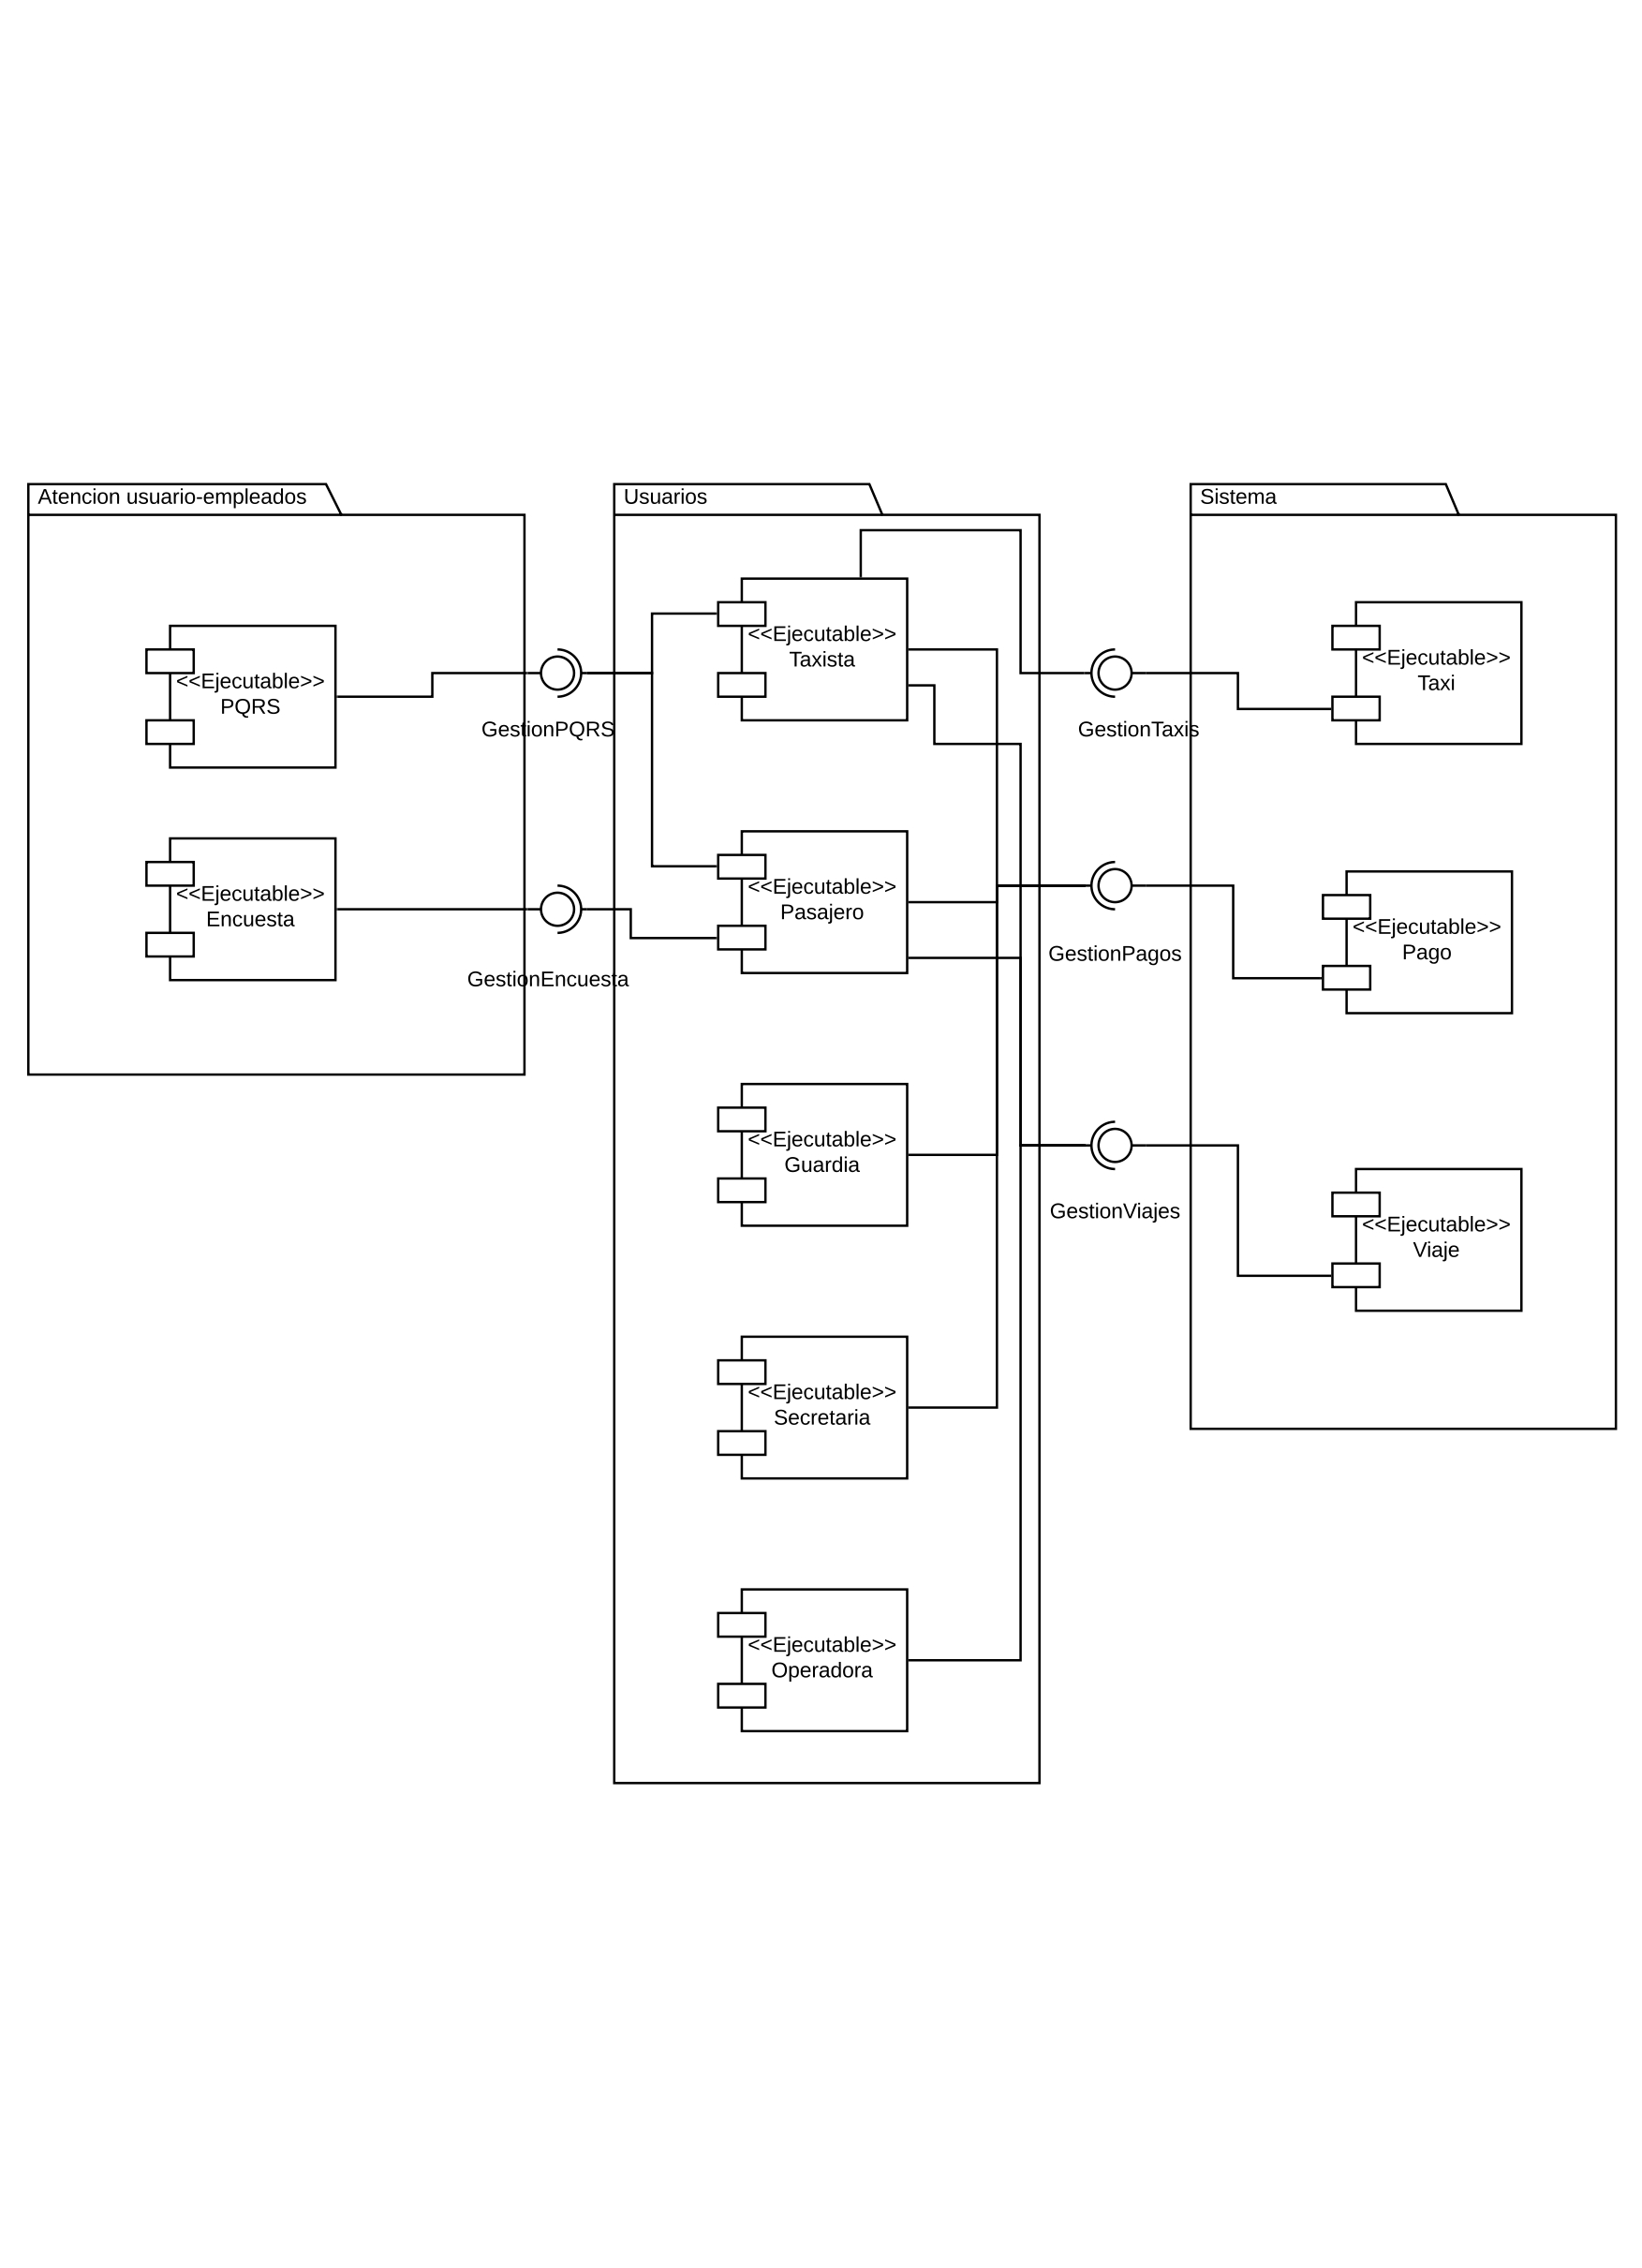 Atencion usuario-empleados
<<Ejecutable>>
PQRS
<<Ejecutable>>
Encuesta
GestionPQRS
GestionEncuesta
Usuarios
<<Ejecutable>>
Taxista
<<Ejecutable>>
Pasajero
<<Ejecutable>>
Guardia
<<Ejecutable>>
Secretaria
<<Ejecutable>>
Operadora
GestionTaxis
GestionPagos
GestionViajes
Sistema
<<Ejecutable>>
Taxi
<<Ejecutable>>
Pago
<<Ejecutable>>
Viaje